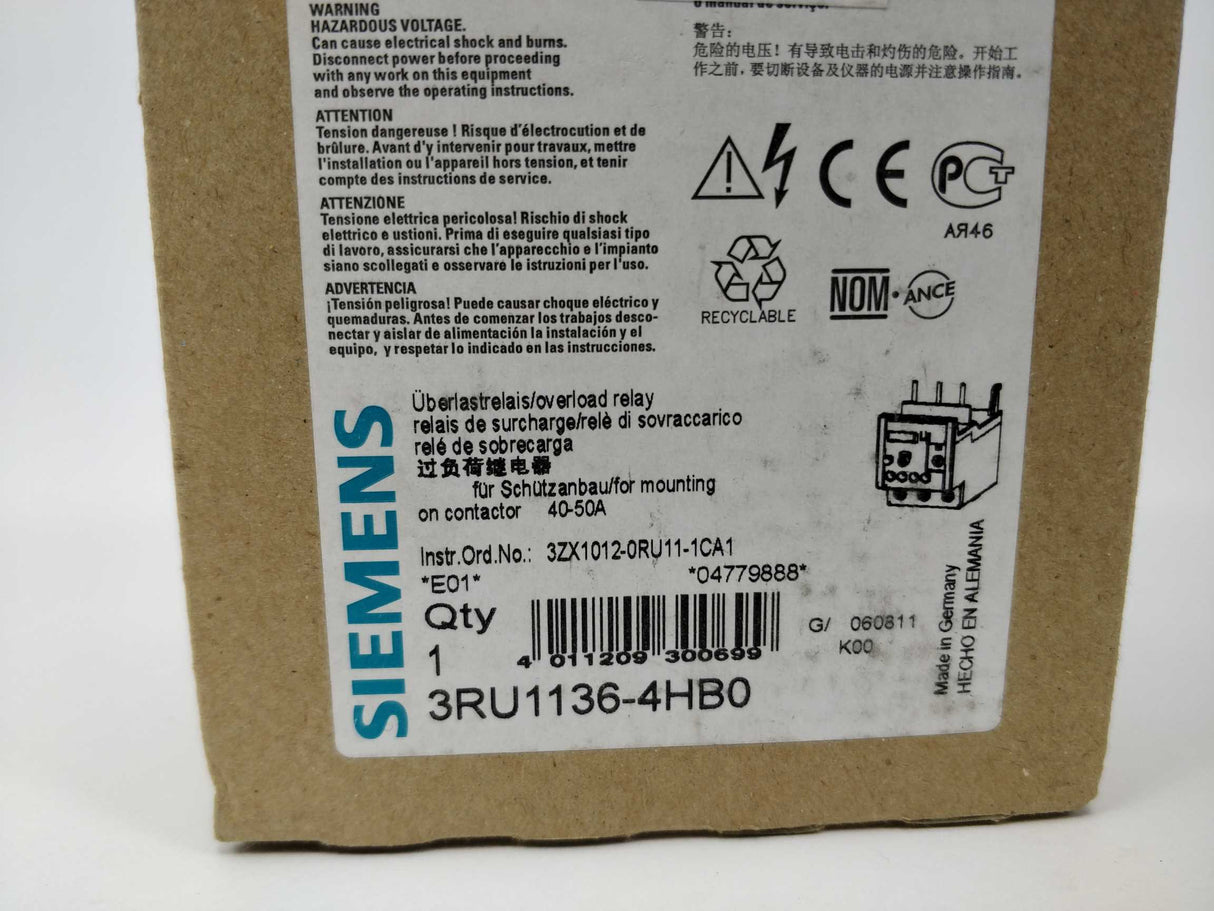 WARNING
HAZARDOUS VOLTAGE.
Can cause electrical shock and burns.
Disconnect power before proceeding
with any work on this equipment
and observe the operating instructions.
ATTENTION
Tension dangereuse ! Risque d'électrocution et de
brûlure. Avant d'y intervenir pour travaux, mettre
l'installation ou l'appareil hors tension, et tenir
compte des instructions de service.
ATTENZIONE
Tensione elettrica pericolosa! Rischio di shock
elettrico e ustioni. Prima di eseguire qualsiasi tipo
di lavoro, assicurarsi che l'apparecchio e l'impianto
siano scollegati e osservare le istruzioni per l'uso.
ADVERTENCIA
¡Tensión peligrosa! Puede causar choque eléctrico y
quemaduras. Antes de comenzar los trabajos desco-
nectar y aislar de alimentación la instalación y el
equipo, y respetar lo indicado en las instrucciones.
o manual de serviço.
警告:
危险的电压！有导致电击和灼伤的危险。开始工
作之前，要切断设备及仪器的电源并注意操作指南。
CE PCT
АЯ46
RECYCLABLE
NOM·ANCE
SIEMENS
Überlastrelais/overload relay
relais de surcharge/relè di sovraccarico
relé de sobrecarga
过负荷继电器
für Schützanbau/for mounting
on contactor 40-50A
Instr.Ord.No.: 3ZX1012-0RU11-1CA1
*E01* *04779888*
Qty
1
4 011209 300699
G/ 060811
K00
3RU1136-4HB0
Made in Germany
HECHO EN ALEMANIA